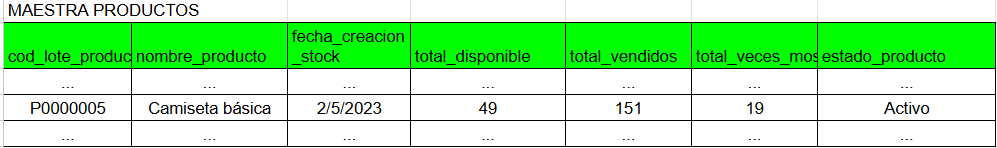 MAESTRA PRODUCTOS
cod_lote_produc nombre_producto fecha_creacion_stock total_disponible total_vendidos total_veces_mos estado_producto
... ... ... ... ... ... ...
P0000005 Camiseta básica 2/5/2023 49 151 19 Activo
... ... ... ... ... ... ...